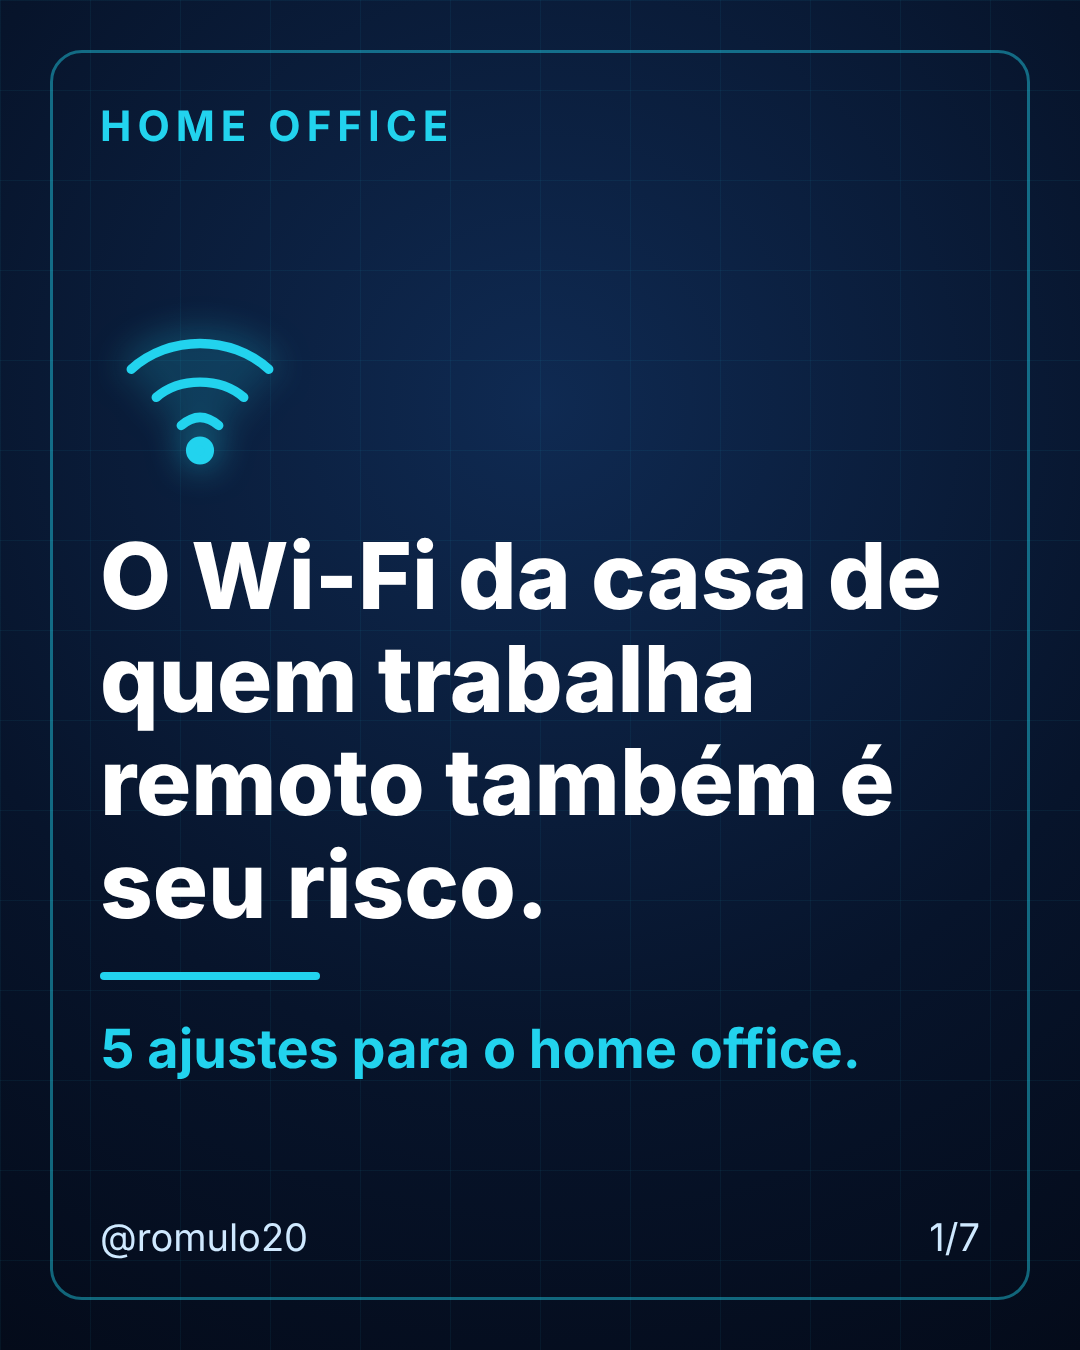 HOME OFFICE
O Wi-Fi da casa de
quem trabalha
remoto também é
seu risco.
5 ajustes para o home office.
@romulo20
1/7